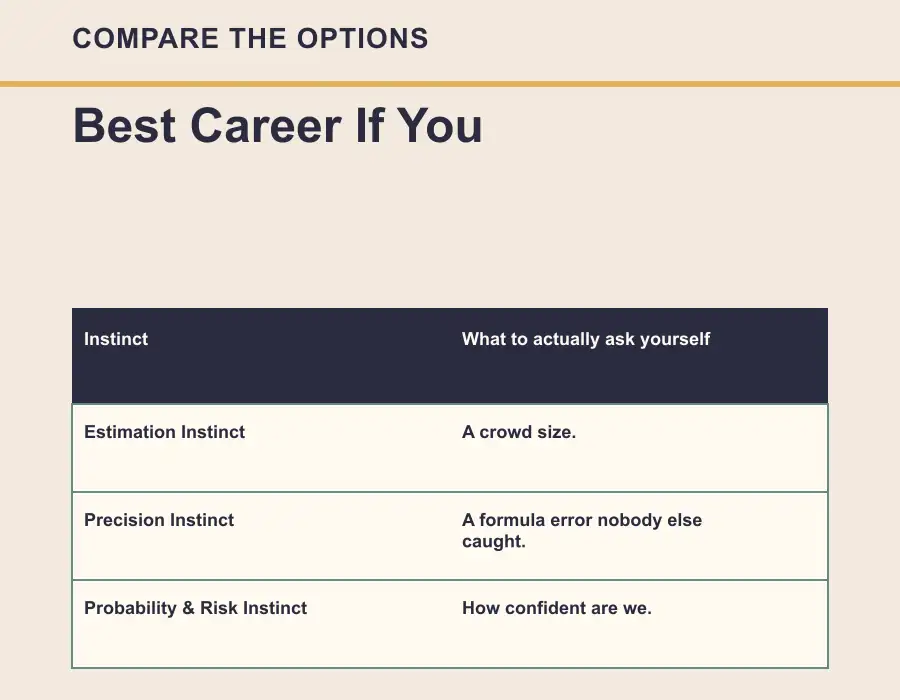 COMPARE THE OPTIONS
Best Career If You
Instinct
What to actually ask yourself
Estimation Instinct
A crowd size.
Precision Instinct
A formula error nobody else
caught.
Probability & Risk Instinct
How confident are we.